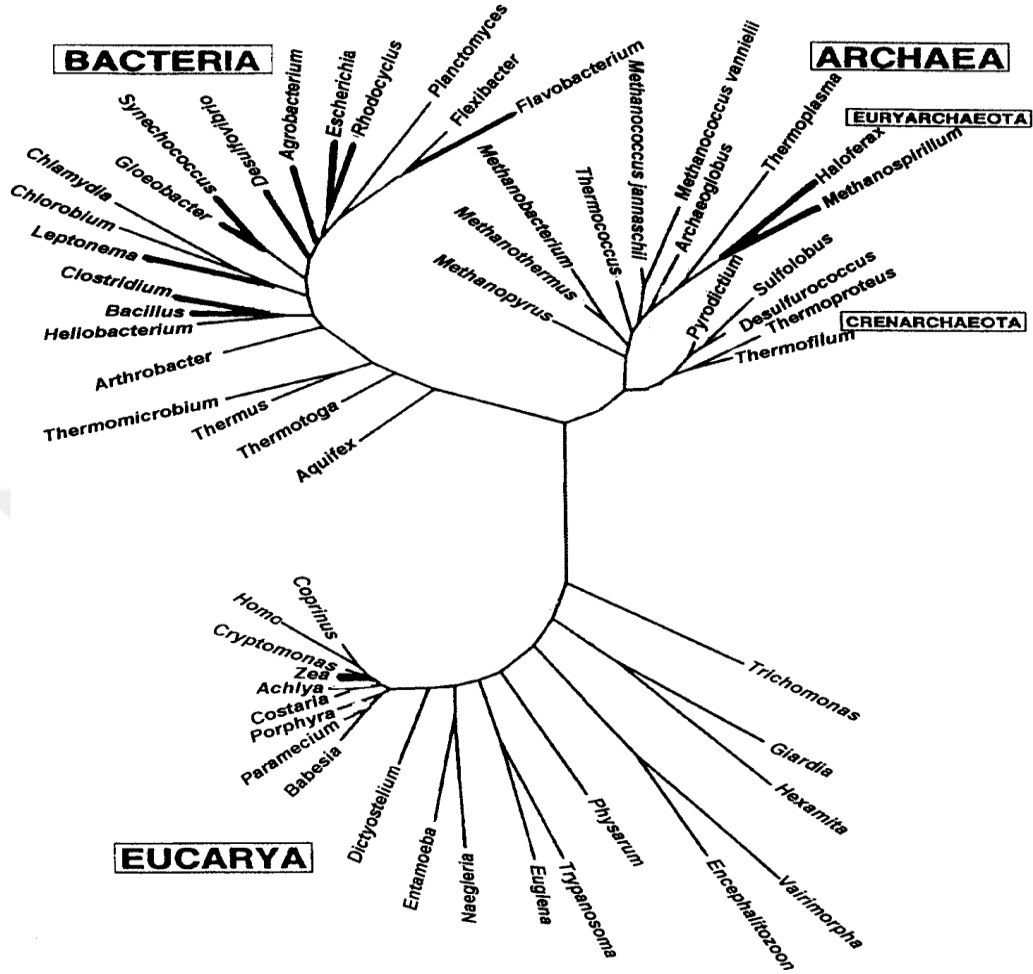 BACTERIA
Synechococcus
Desulfovibrio
Agrobacterium
Escherichia
Rhodocyclus
Planctomyces
Flexibacter
Flavobacterium
Chlamydia
Gloeobacter
Chlorobium
Leptonema
Clostridium
Bacillus
Heliobacterium
Arthrobacter
Thermomicrobium
Thermus
Thermotoga
Aquifex
ARCHAEA
EURYARCHAEOTA
Methanopyrus
Methanothermus
Methanobacterium
Thermococcus
Methanococcus jannaschii
Methanococcus vannielii
Archaeoglobus
Thermoplasma
Haloferax
Methanospirillum
CRENARCHAEOTA
Pyrodictium
Sulfolobus
Desulfurococcus
Thermoproteus
Thermofilum
EUCARYA
Coprinus
Homo
Cryptomonas
Zea
Achlya
Costaria
Porphyra
Paramecium
Babesia
Dictyostelium
Entamoeba
Naegleria
Euglena
Trypanosoma
Physarum
Encephalitozoon
Vairimorpha
Hexamita
Giardia
Trichomonas